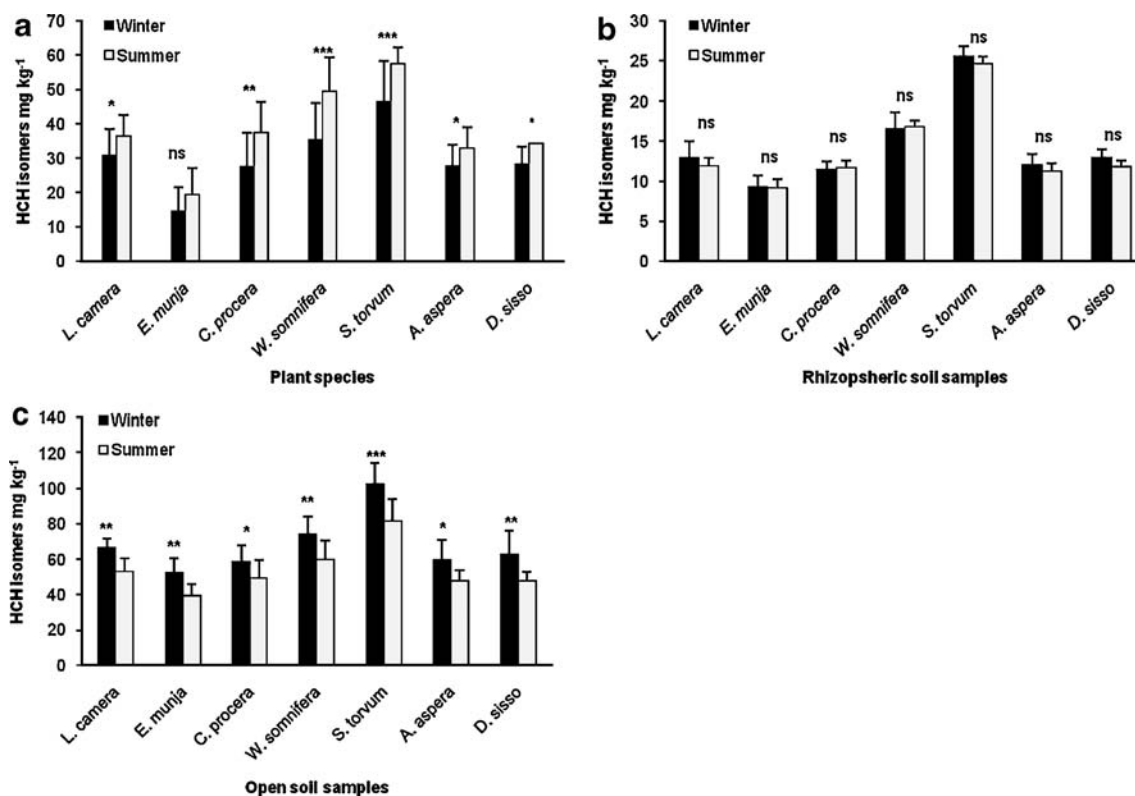 a
Winter
Summer
HCH isomers mg kg-1
70
60
50
40
30
20
10
0
*
ns
**
***
***
*
*
L. camera
E. munja
C. procera
W. somnifera
S. torvum
A. aspera
D. sisso
Plant species
b
Winter
Summer
HCH isomers mg kg-1
30
25
20
15
10
5
0
ns
ns
ns
ns
ns
ns
ns
L. camera
E. munja
C. procera
W. somnifera
S. torvum
A. aspera
D. sisso
Rhizopsheric soil samples
c
Winter
Summer
HCH Isomers mg kg-1
140
120
100
80
60
40
20
0
**
**
*
**
***
*
**
L. camera
E. munja
C. procera
W. somnifera
S. torvum
A. aspera
D. sisso
Open soil samples